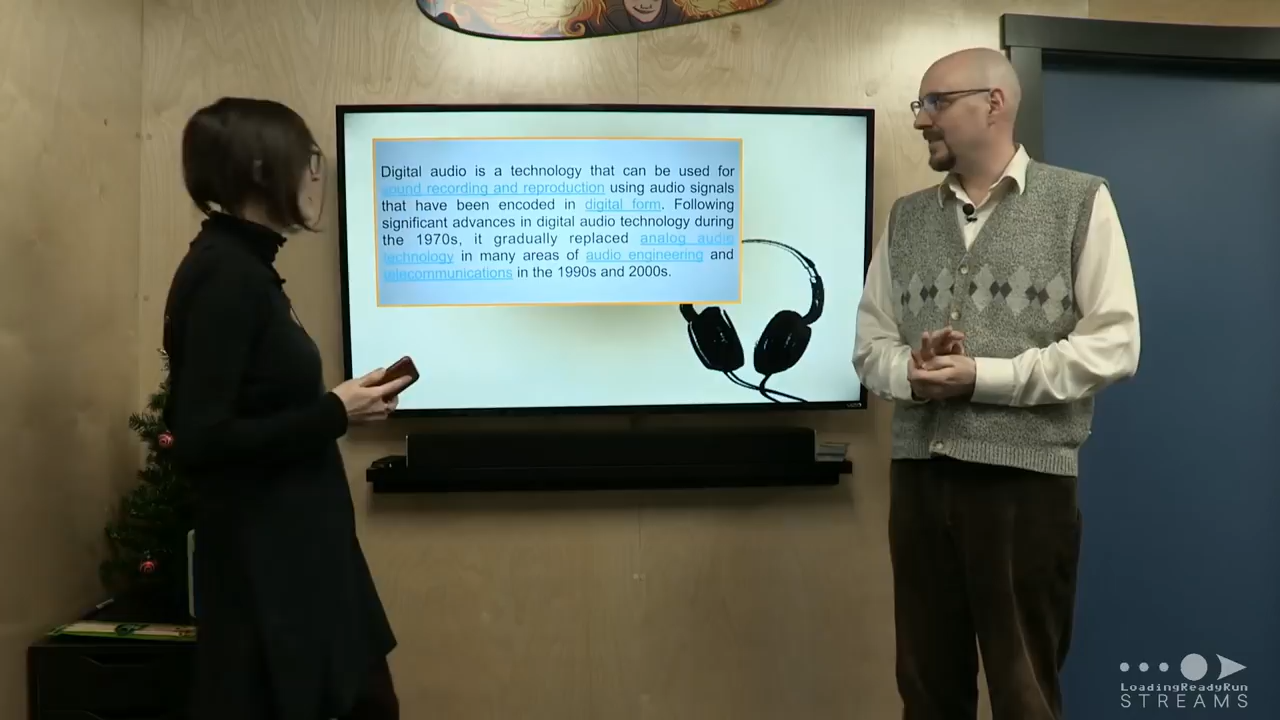 Digital audio is a technology that can be used for
sound recording and reproduction using audio signals
that have been encoded in digital form. Following
significant advances in digital audio technology during
the 1970s, it gradually replaced analog audio
technology in many areas of audio engineering and
telecommunications in the 1990s and 2000s.
LoadingReadyRun
STREAMS